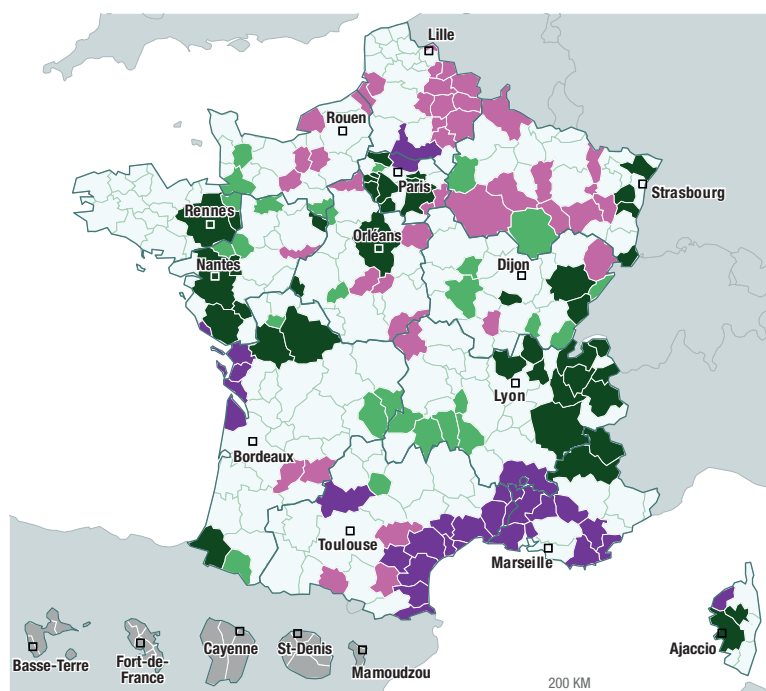 Lille
Rouen
Paris
Strasbourg
Rennes
Orléans
Nantes
Dijon
Lyon
Bordeaux
Toulouse
Marseille
Ajaccio
Basse-Terre
Fort-de-
France
Cayenne
St-Denis
Mamoudzou
200 KM